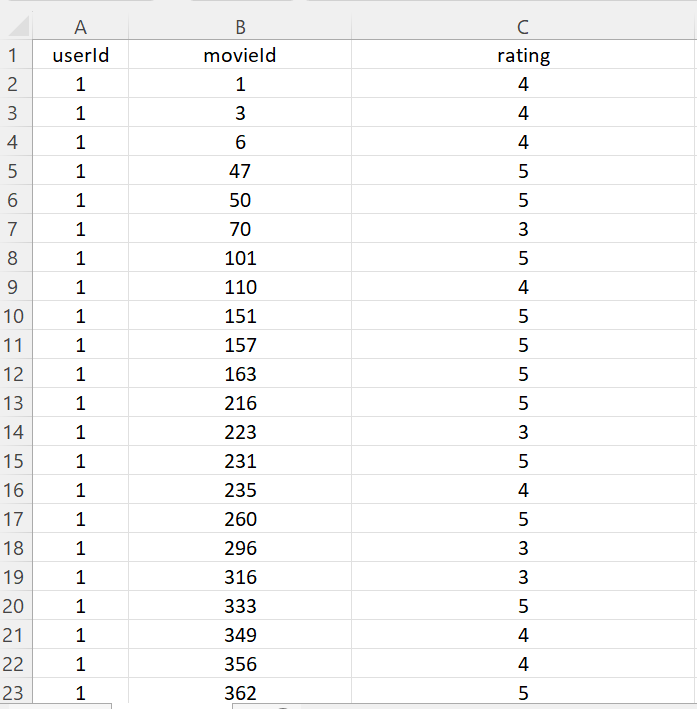 A B C
1 userId movieId rating
2 1 1 4
3 1 3 4
4 1 6 4
5 1 47 5
6 1 50 5
7 1 70 3
8 1 101 5
9 1 110 4
10 1 151 5
11 1 157 5
12 1 163 5
13 1 216 5
14 1 223 3
15 1 231 5
16 1 235 4
17 1 260 5
18 1 296 3
19 1 316 3
20 1 333 5
21 1 349 4
22 1 356 4
23 1 362 5